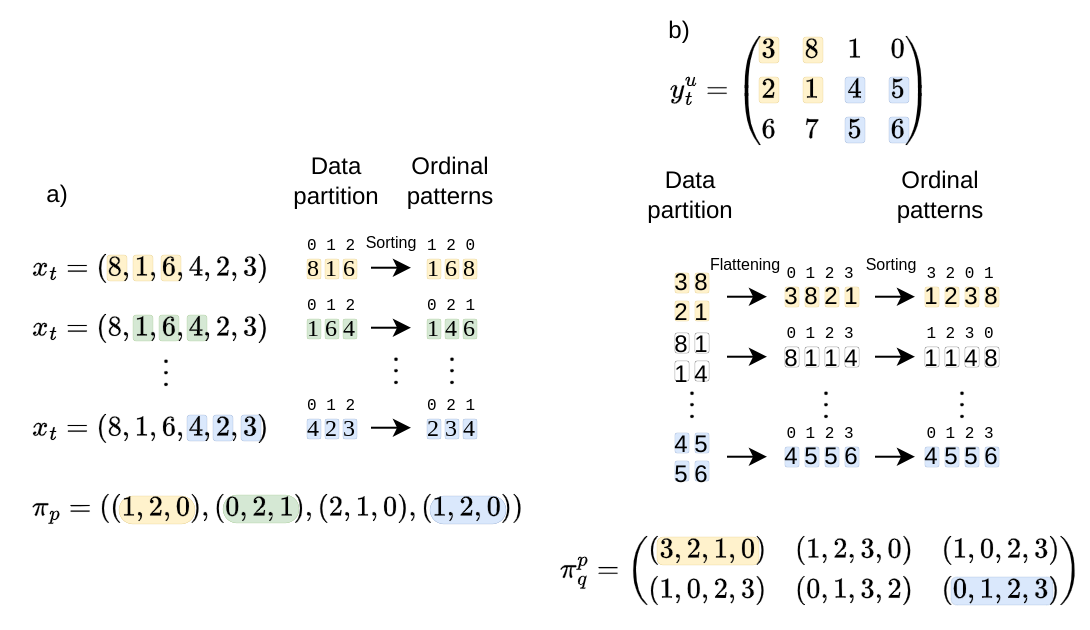 a)
Data partition
Ordinal patterns
0 1 2 Sorting 1 2 0
x_t = (8, 1, 6, 4, 2, 3) 8 1 6 → 1 6 8
0 1 2 0 2 1
x_t = (8, 1, 6, 4, 2, 3) 1 6 4 → 1 4 6
⋮ ⋮ ⋮
0 1 2 0 2 1
x_t = (8, 1, 6, 4, 2, 3) 4 2 3 → 2 3 4
π_p = ((1, 2, 0), (0, 2, 1), (2, 1, 0), (1, 2, 0))
b)
3 8 1 0
y_t^u = 2 1 4 5
6 7 5 6
Data partition
Ordinal patterns
Flattening 0 1 2 3 Sorting 3 2 0 1
3 8
2 1 → 3 8 2 1 → 1 2 3 8
0 1 2 3 1 2 3 0
8 1
1 4 → 8 1 1 4 → 1 1 4 8
⋮ ⋮ ⋮
0 1 2 3 0 1 2 3
4 5
5 6 → 4 5 5 6 → 4 5 5 6
π_q^p = (3, 2, 1, 0) (1, 2, 3, 0) (1, 0, 2, 3)
(1, 0, 2, 3) (0, 1, 3, 2) (0, 1, 2, 3)